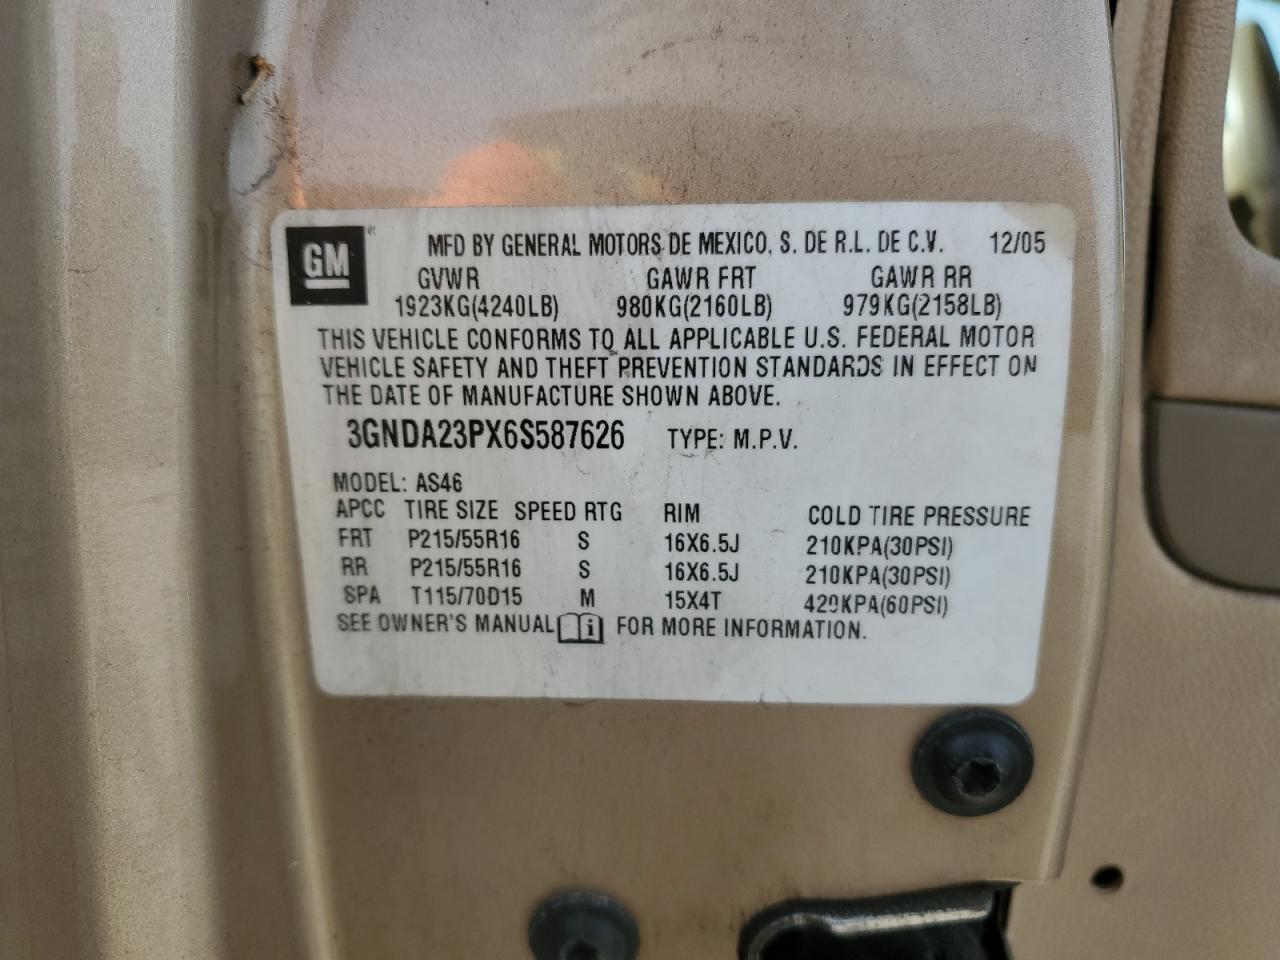 GM
MFD BY GENERAL MOTORS DE MEXICO, S. DE R.L. DE C.V. 12/05
GVWR GAWR FRT GAWR RR
1923KG(4240LB) 980KG(2160LB) 979KG(2158LB)
THIS VEHICLE CONFORMS TO ALL APPLICABLE U.S. FEDERAL MOTOR
VEHICLE SAFETY AND THEFT PREVENTION STANDARDS IN EFFECT ON
THE DATE OF MANUFACTURE SHOWN ABOVE.
3GNDA23PX6S587626 TYPE: M.P.V.
MODEL: AS46
APCC TIRE SIZE SPEED RTG RIM COLD TIRE PRESSURE
FRT P215/55R16 S 16X6.5J 210KPA(30PSI)
RR P215/55R16 S 16X6.5J 210KPA(30PSI)
SPA T115/70D15 M 15X4T 420KPA(60PSI)
SEE OWNER'S MANUAL i FOR MORE INFORMATION.